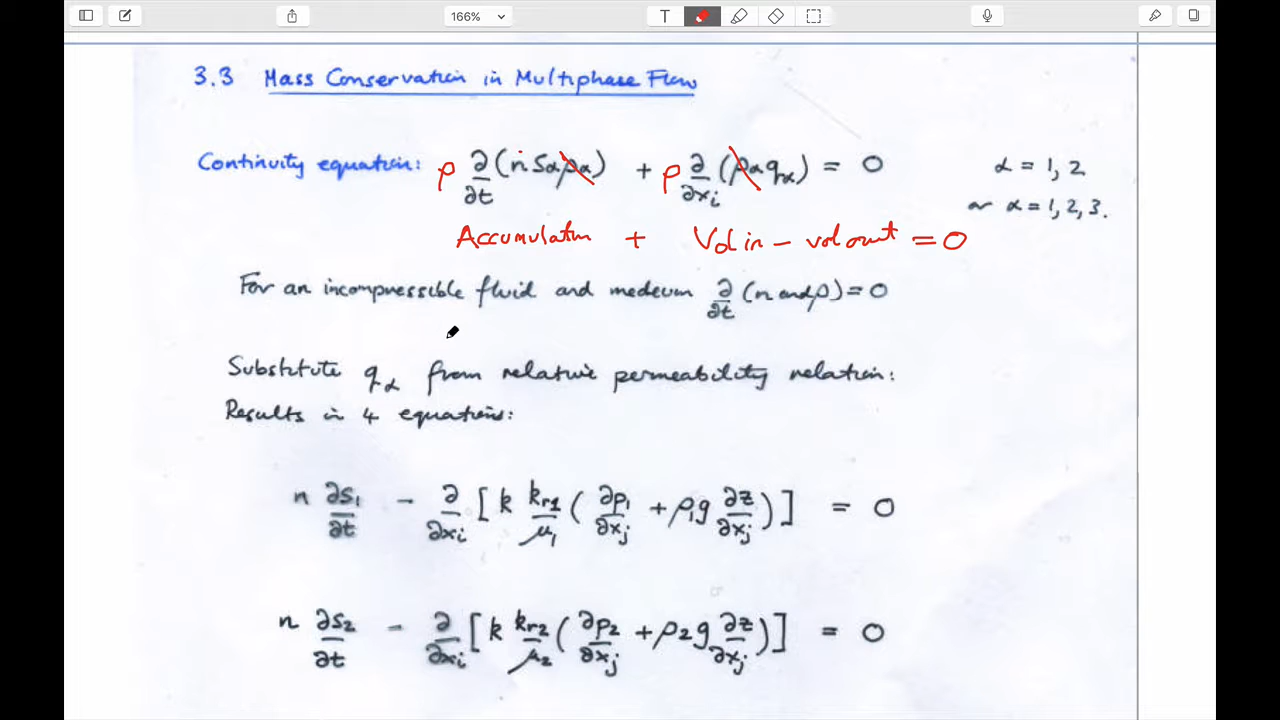 166%
T
3.3 Mass Conservation in Multiphase Flow
Continuity equation: ρ ∂/∂t (n Sα ρα) + ρ ∂/∂xi (ρα qα) = 0 α = 1, 2
or α = 1, 2, 3.
Accumulation + Vol in – vol out = 0
For an incompressible fluid and medium ∂/∂t (n and ρ) = 0
Substitute qα from relative permeability relation:
Results in 4 equations:
n ∂S1/∂t – ∂/∂xi [k kr1/μ1 (∂p1/∂xj + ρ1g ∂z/∂xj)] = 0
n ∂S2/∂t – ∂/∂xi [k kr2/μ2 (∂p2/∂xj + ρ2g ∂z/∂xj)] = 0